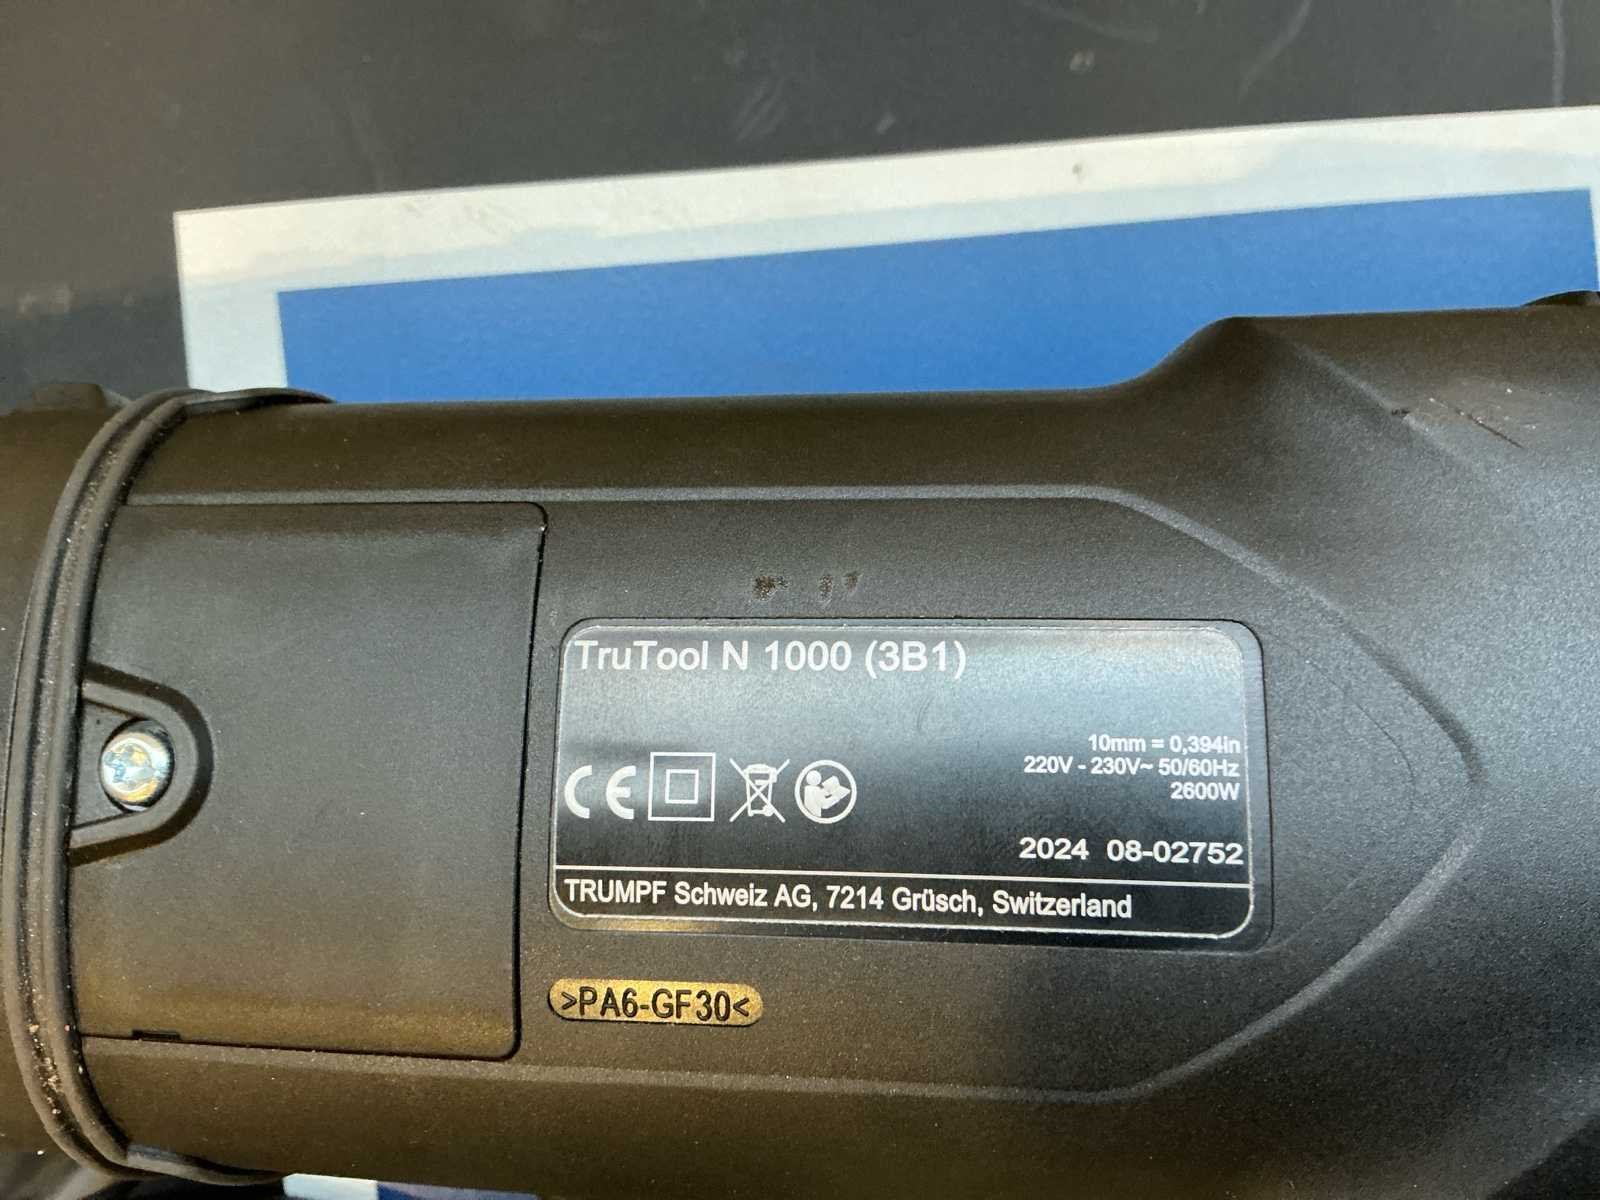 TruTool N 1000 (3B1)
10mm = 0,394in
220V - 230V~ 50/60Hz
2600W
CE
2024 08-02752
TRUMPF Schweiz AG, 7214 Grüsch, Switzerland
>PA6-GF30<